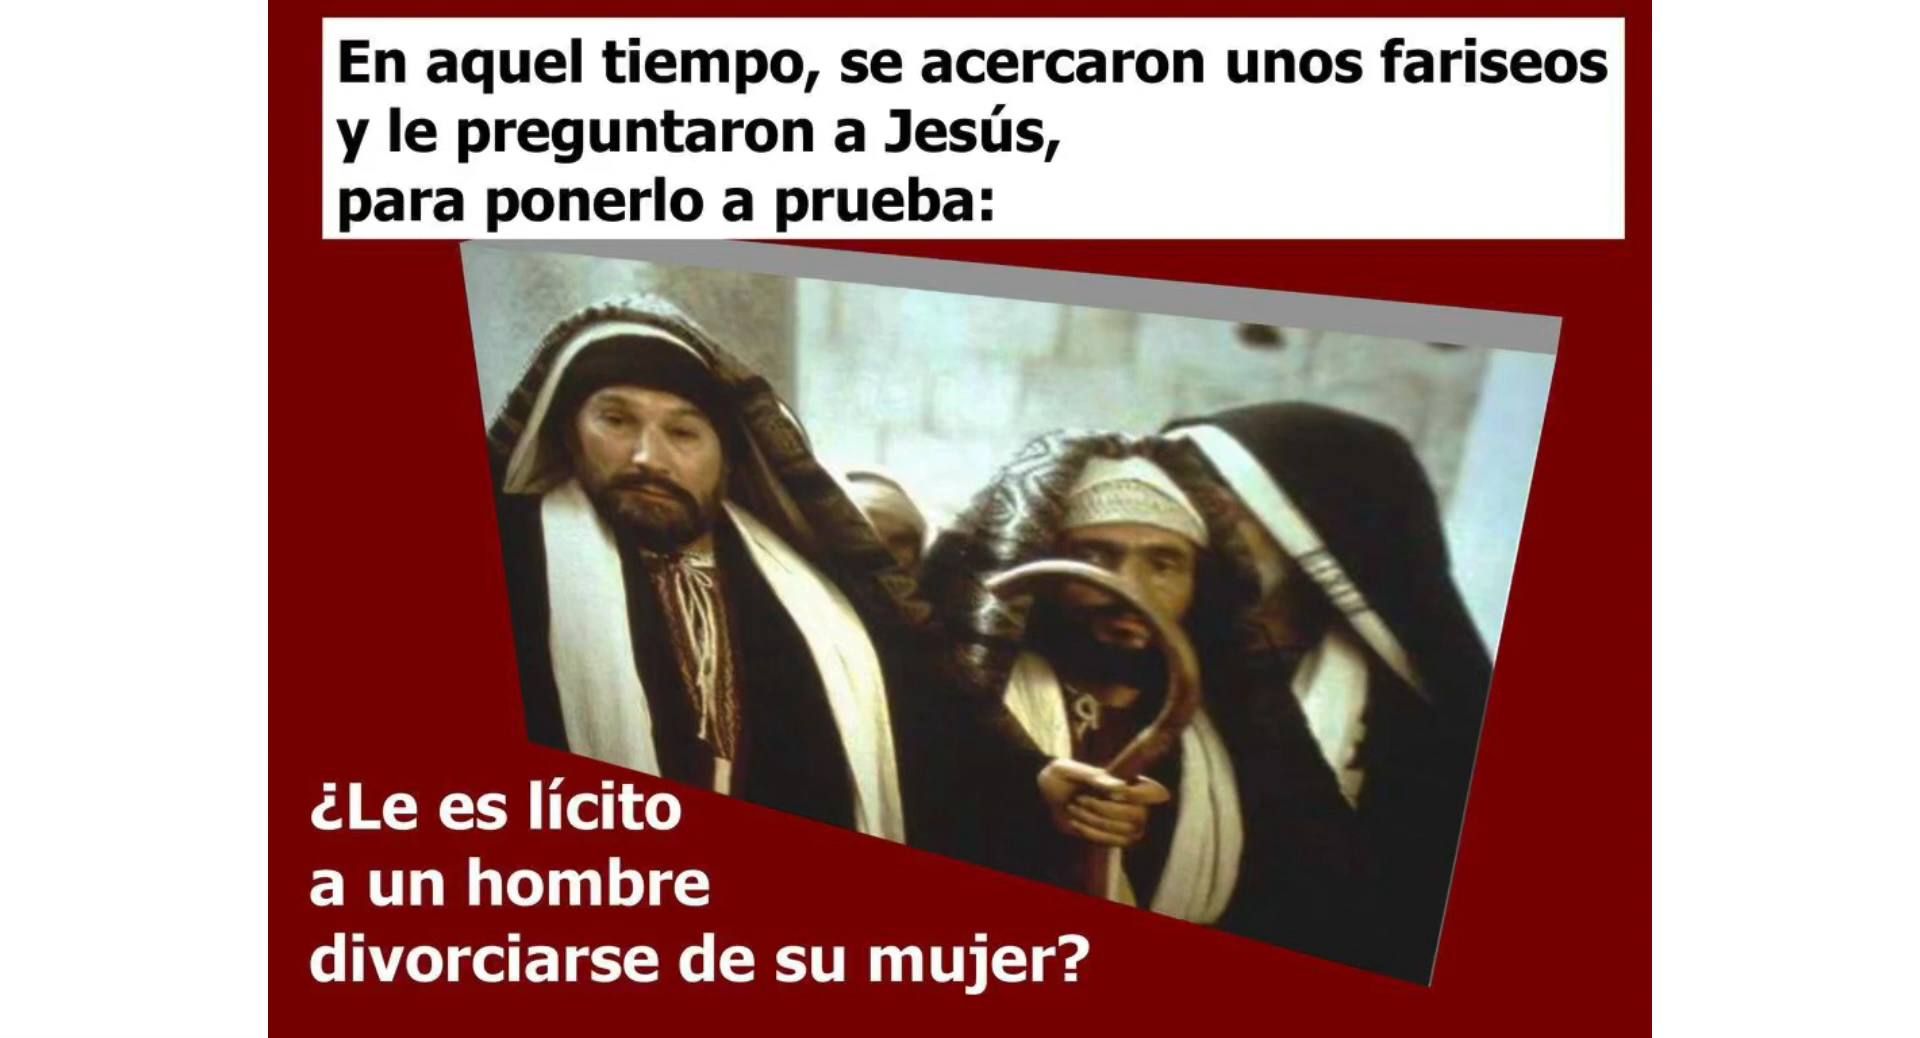 En aquel tiempo, se acercaron unos fariseos
y le preguntaron a Jesús,
para ponerlo a prueba:
¿Le es lícito
a un hombre
divorciarse de su mujer?